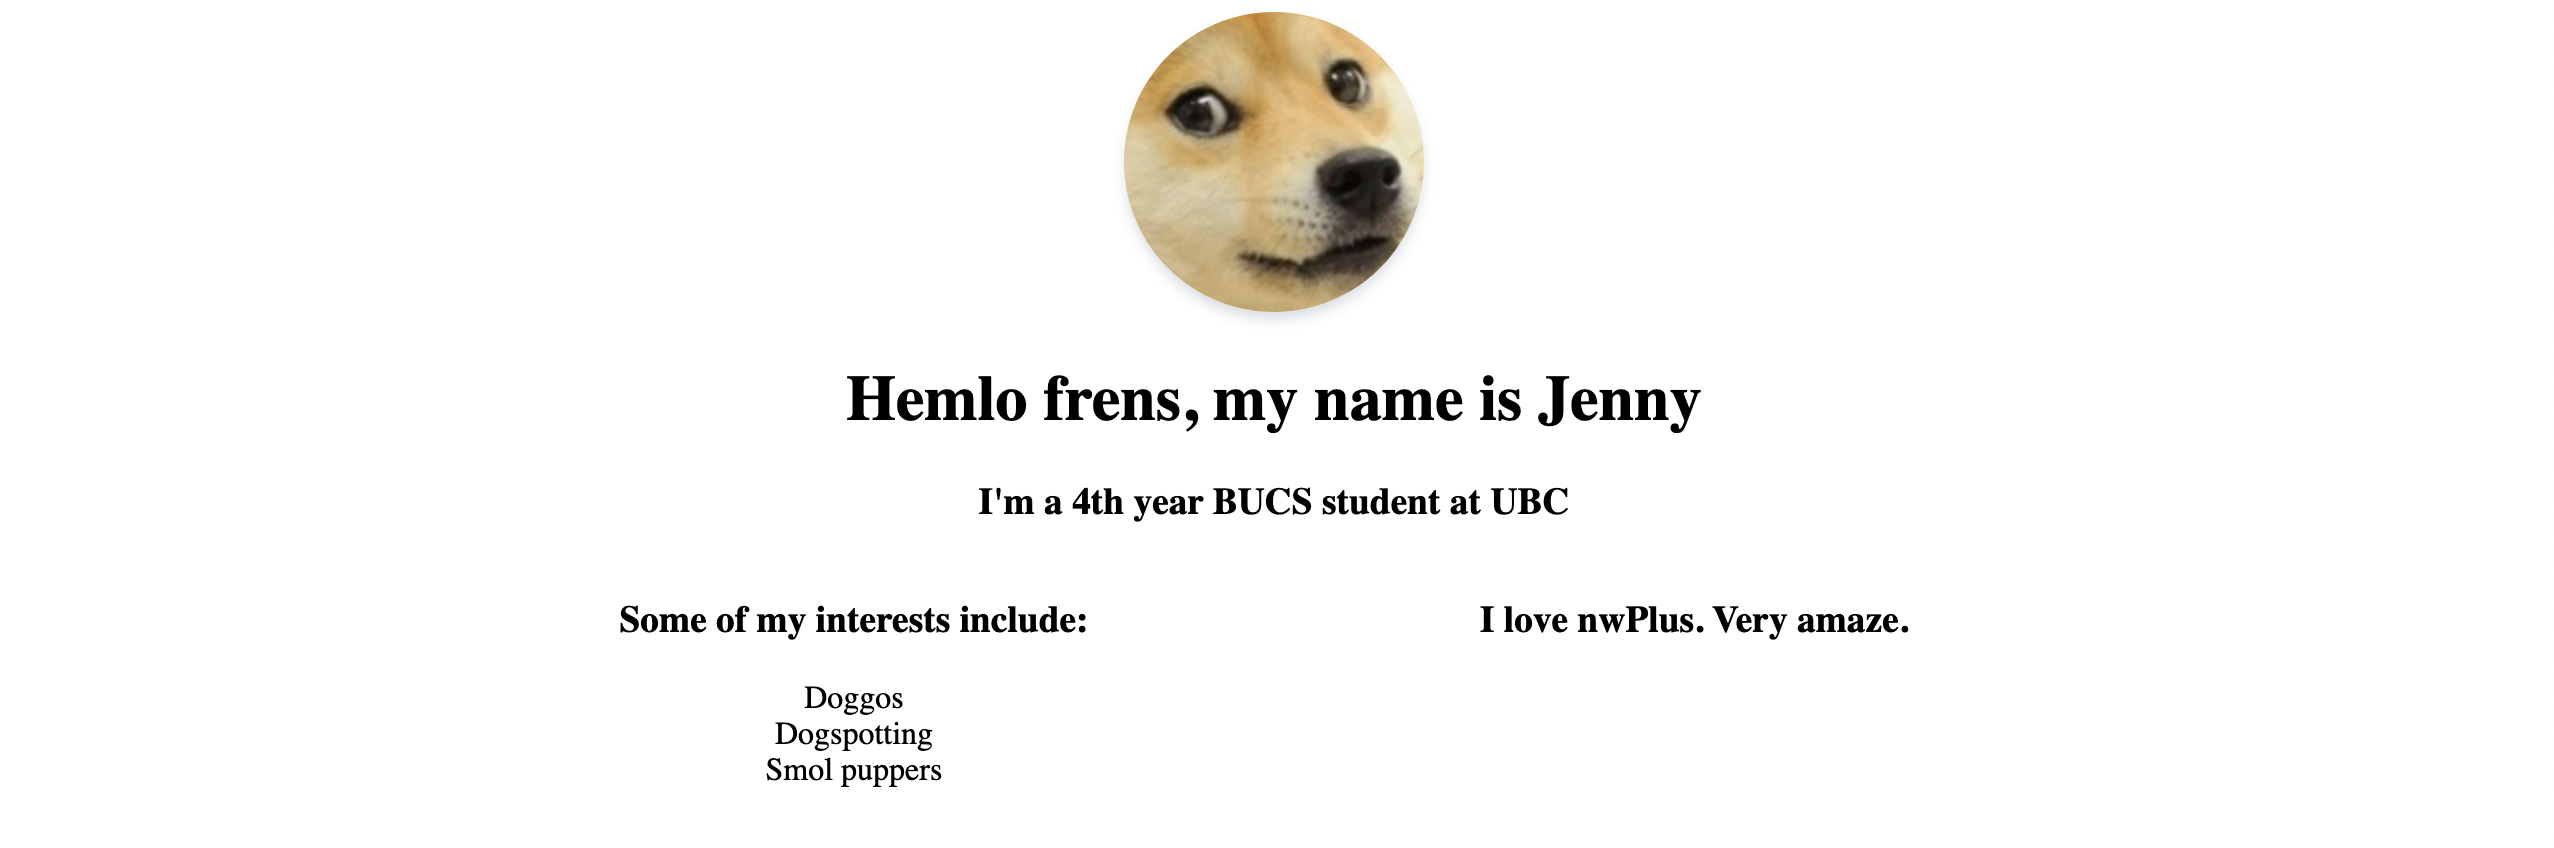 Hemlo frens, my name is Jenny
I'm a 4th year BUCS student at UBC
Some of my interests include:
Doggos
Dogspotting
Smol puppers
I love nwPlus. Very amaze.